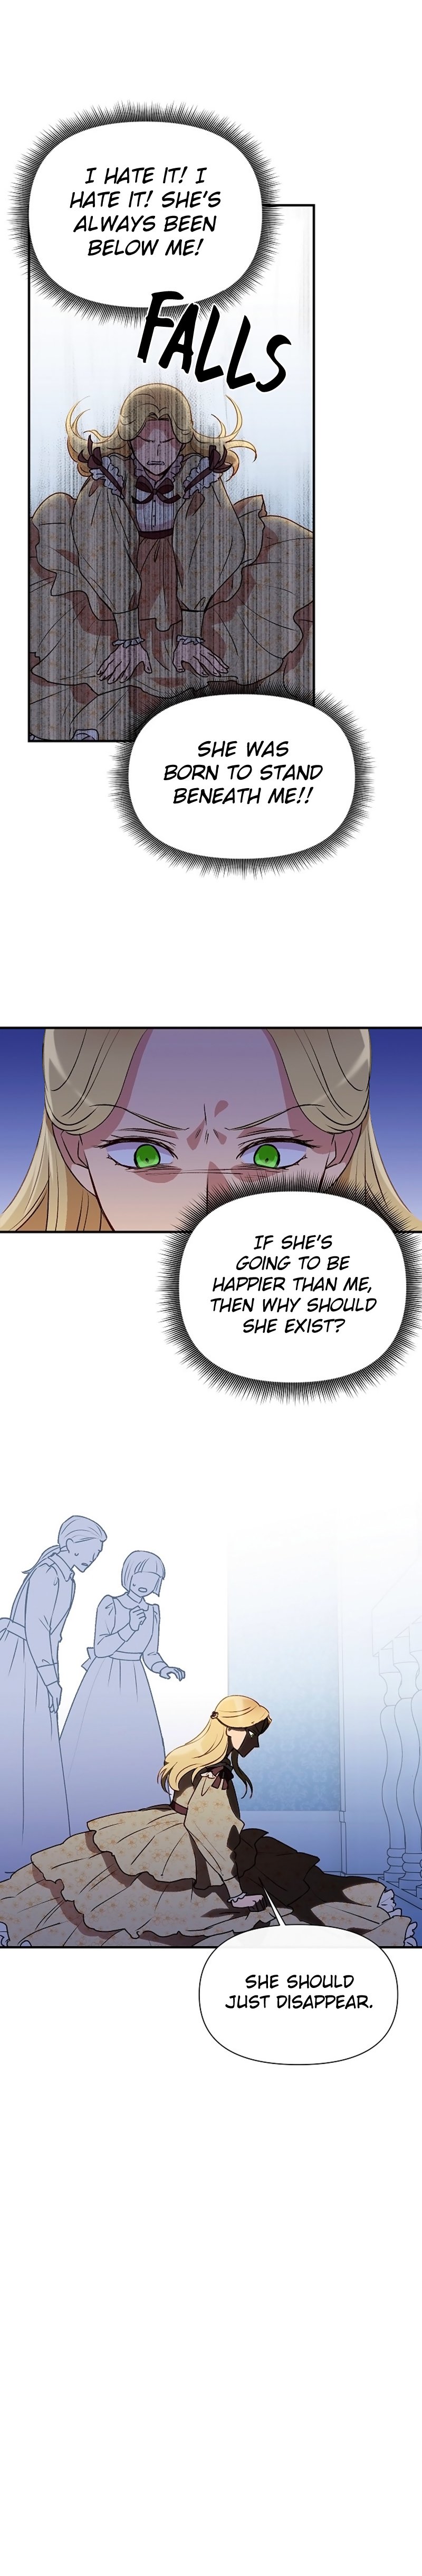 I HATE IT! I
HATE IT! SHE'S
ALWAYS BEEN
BELOW ME!
FALLS
SHE WAS
BORN TO STAND
BENEATH ME!!
IF SHE'S
GOING TO BE
HAPPIER THAN ME,
THEN WHY SHOULD
SHE EXIST?
SHE SHOULD
JUST DISAPPEAR.